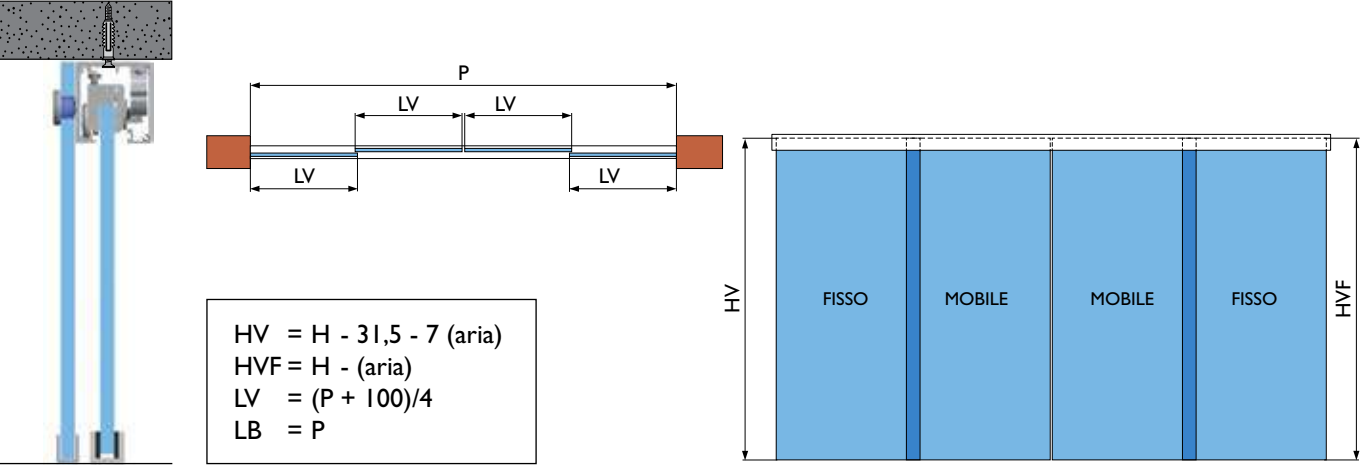 P
LV LV
LV LV
HV = H - 31,5 - 7 (aria)
HVF = H - (aria)
LV = (P + 100)/4
LB = P
HV
FISSO MOBILE MOBILE FISSO
HVF